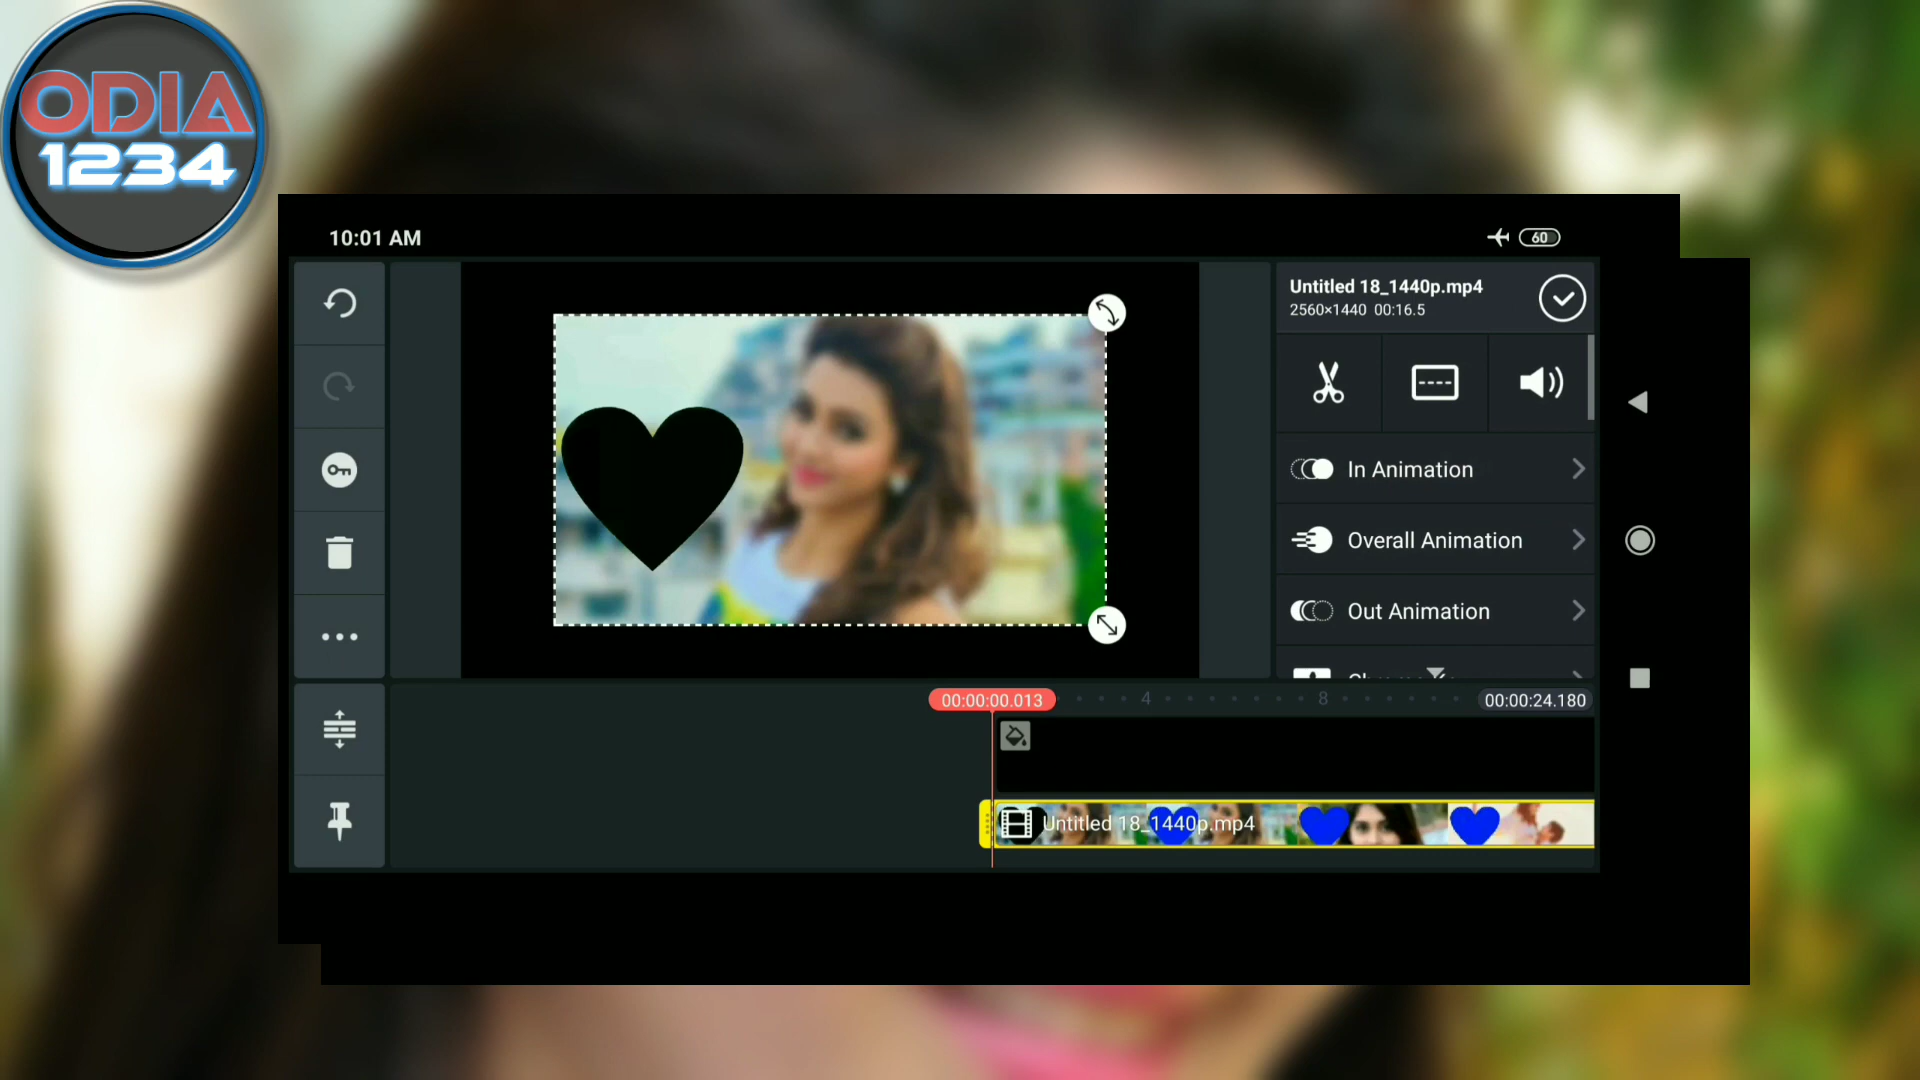 ODIA
1234
10:01 AM
60
Untitled 18_1440p.mp4
2560×1440 00:16.5
In Animation
Overall Animation
Out Animation
00:00:00.013
4
8
00:00:24.180
Untitled 18_1440p.mp4